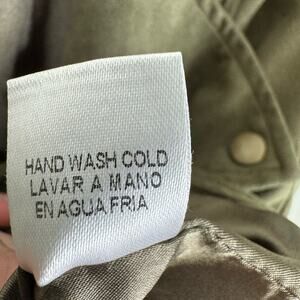 HAND WASH COLD
LAVAR A MANO
EN AGUA FRIA